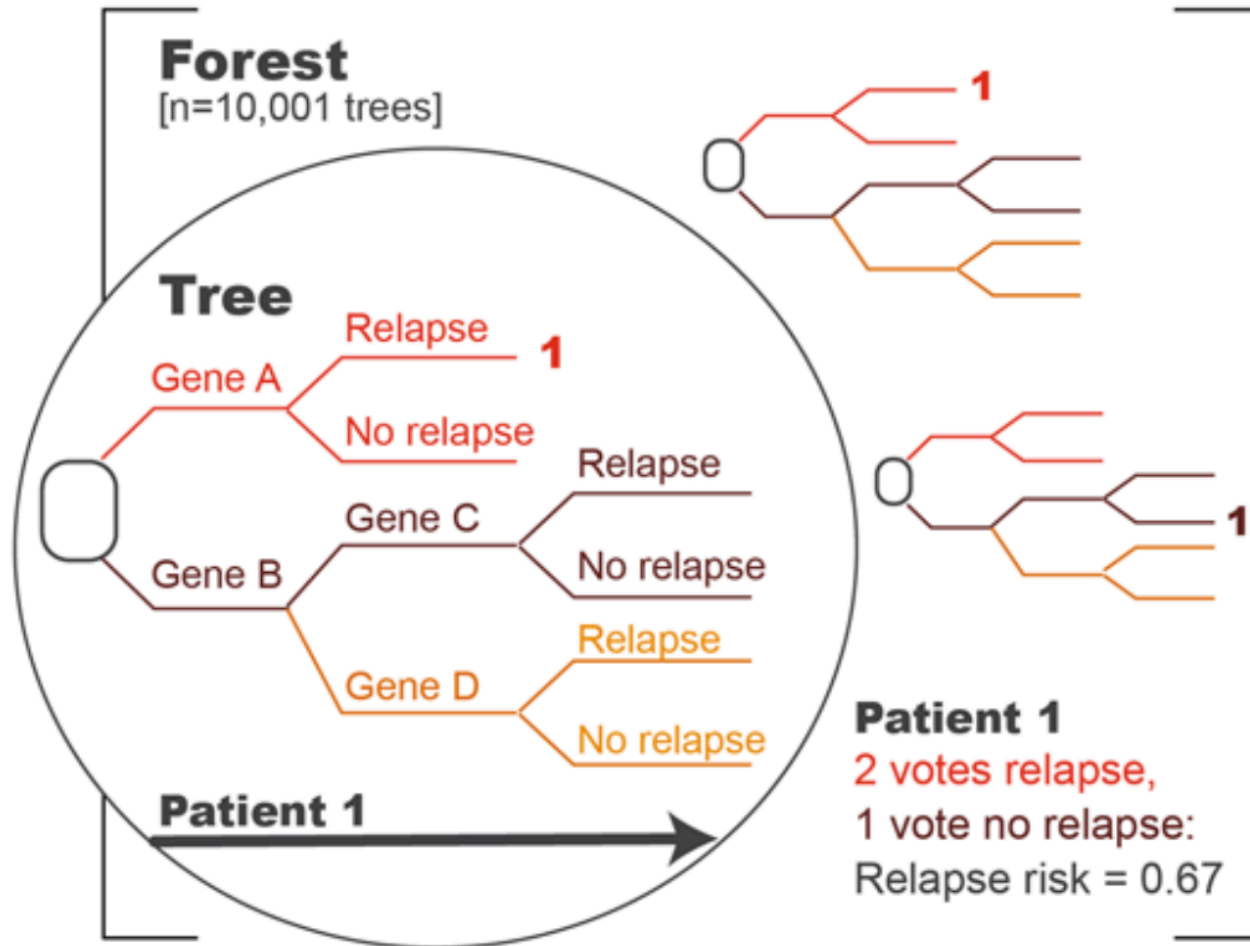 Forest
[n=10,001 trees]
1
Tree
Relapse
1
Gene A
No relapse
Relapse
Gene C
No relapse
Gene B
Relapse
Gene D
No relapse
1
Patient 1
Patient 1
2 votes relapse,
1 vote no relapse:
Relapse risk = 0.67